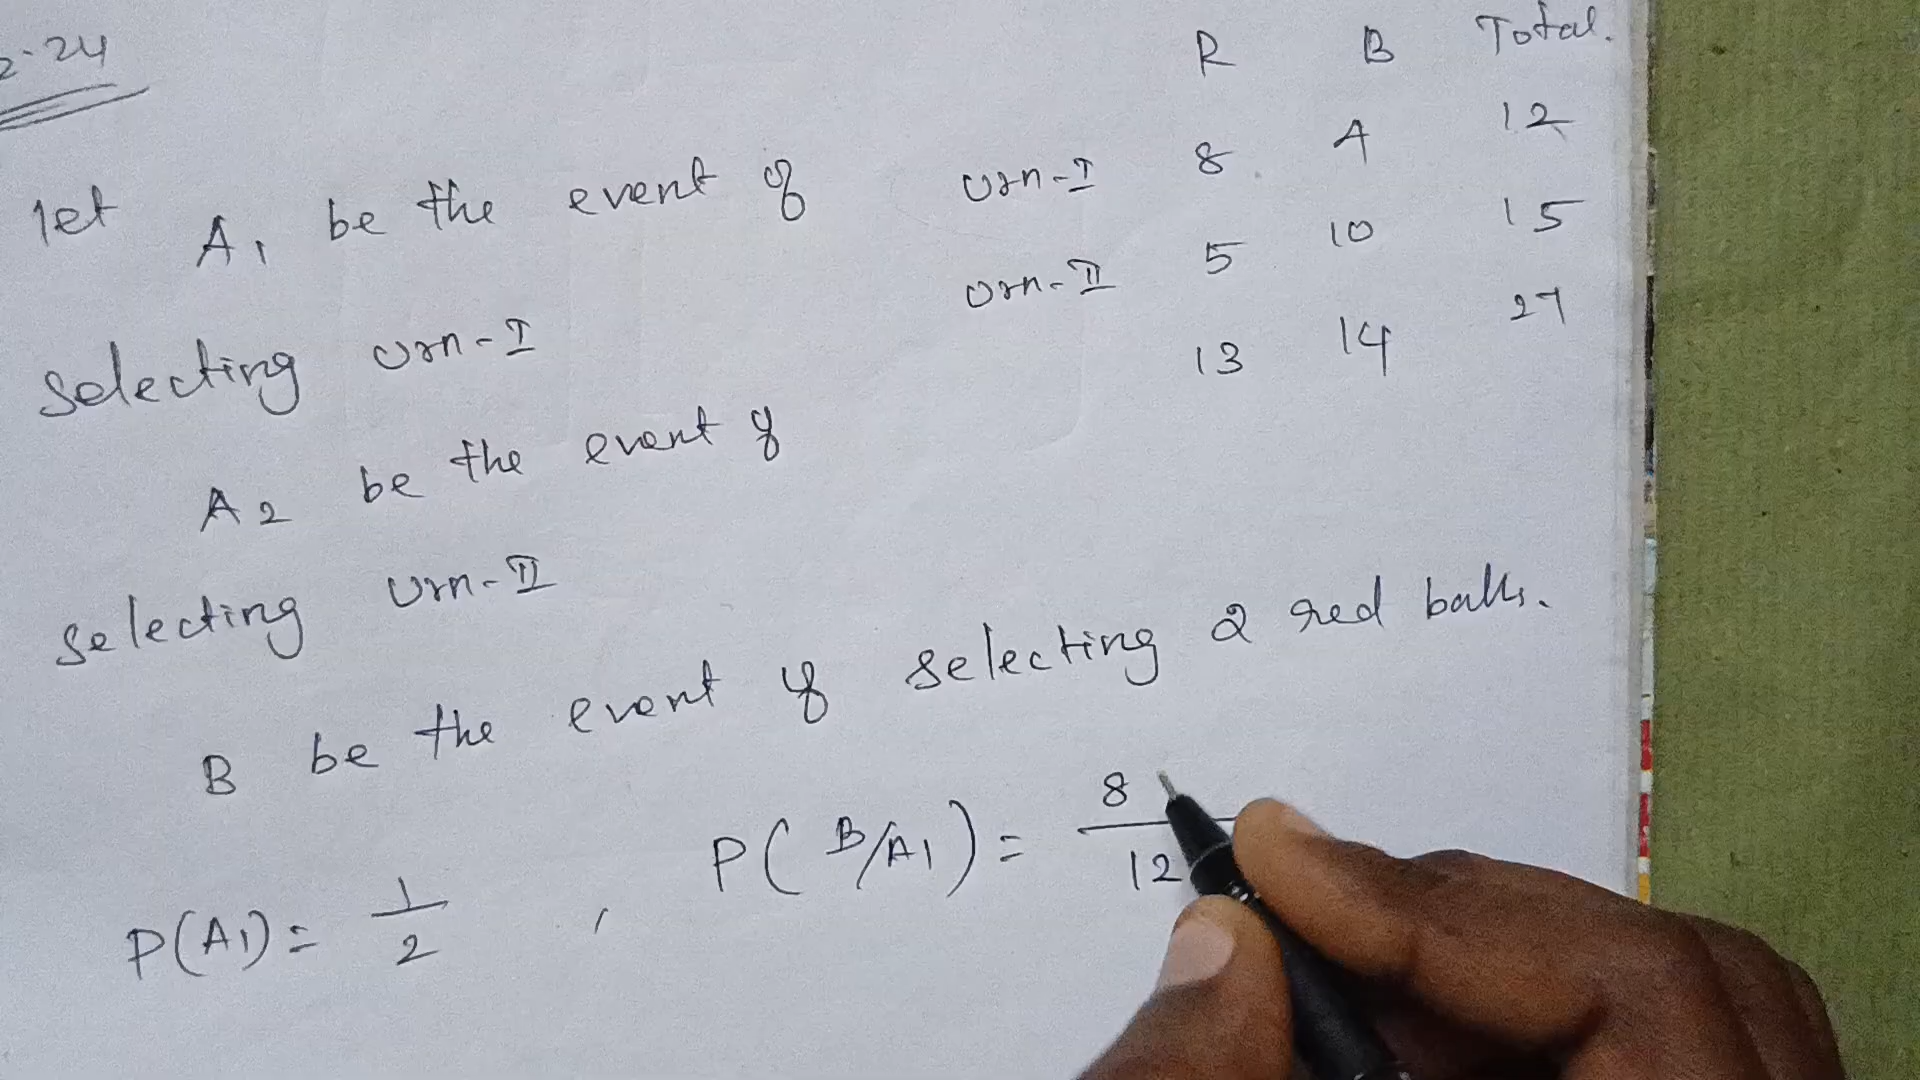 2-24
R B Total.
Urn-I 8 4 12
Urn-II 5 10 15
13 14 27
let A1 be the event of
selecting urn-I
A2 be the event of
selecting urn-II
B be the event of selecting 2 red balls.
P(A1) = 1/2 , P(B/A1) = 8/12